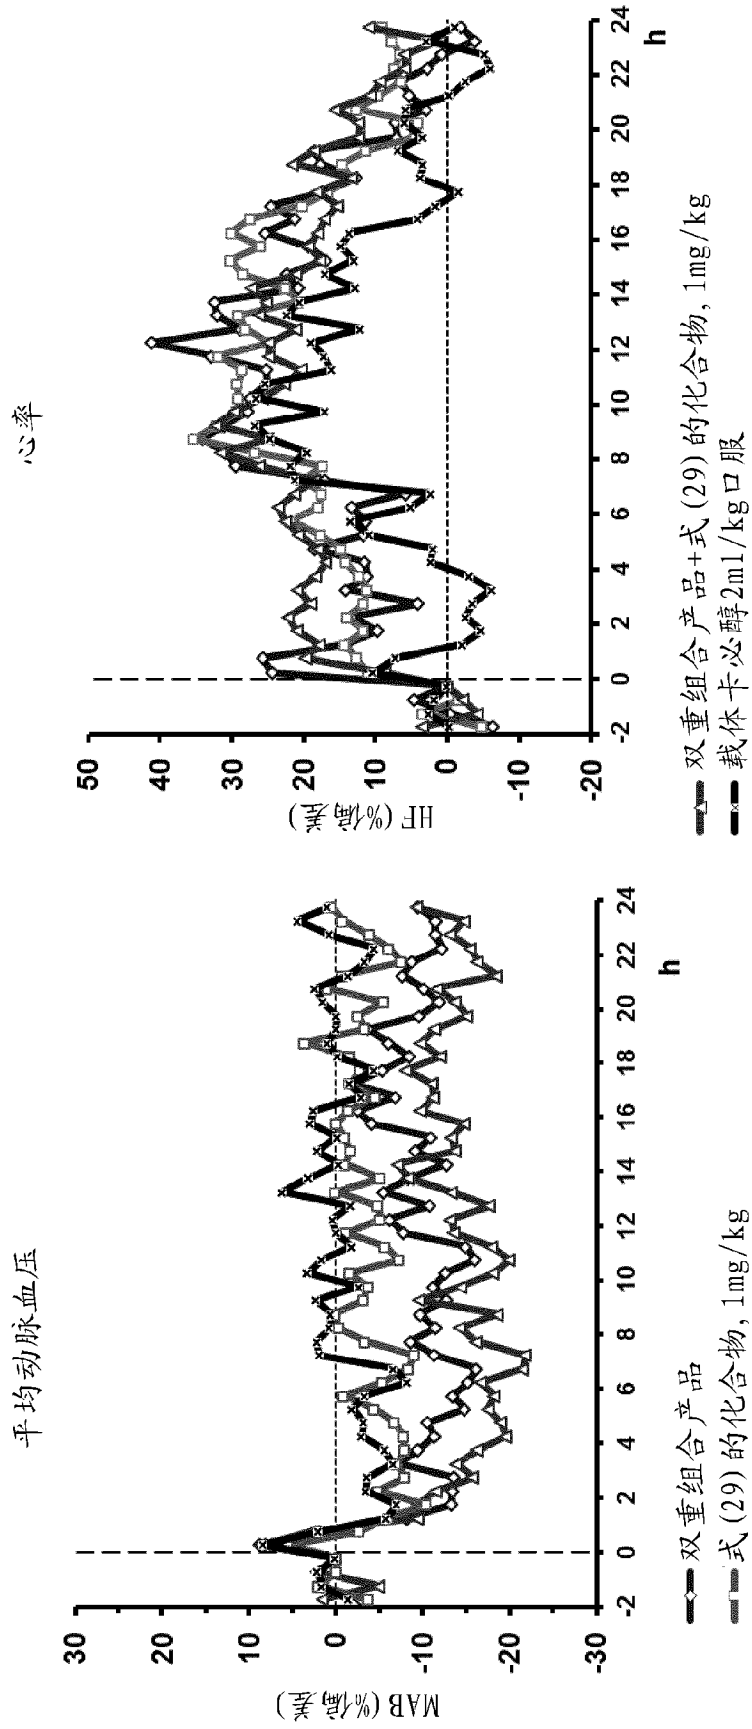 平均动脉血压
MAB(%偏差)
30
20
10
0
-10
-20
-30
-2 0 2 4 6 8 10 12 14 16 18 20 22 24
h
心率
HF(%偏差)
50
40
30
20
10
0
-10
-20
-2 0 2 4 6 8 10 12 14 16 18 20 22 24
h
双重组合产品
式(29)的化合物, 1mg/kg
双重组合产品+式(29)的化合物, 1mg/kg
载体卡必醇2ml/kg口服